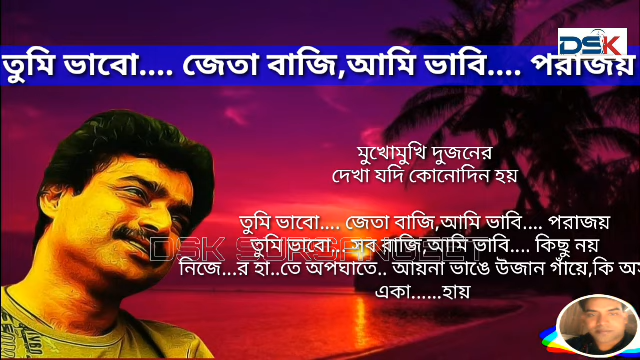 DSK
তুমি ভাবো.... জেতা বাজি,আমি ভাবি.... পরাজয়
মুখোমুখি দুজনের
দেখা যদি কোনোদিন হয়
তুমি ভাবো.... জেতা বাজি,আমি ভাবি.... পরাজয়
তুমি ভাবো.... সব বাজি,আমি ভাবি.... কিছু নয়
নিজে...র হা..তে অপঘাতে.. আয়না ভাঙে উজান গাঁয়ে,কি
একা......হায়